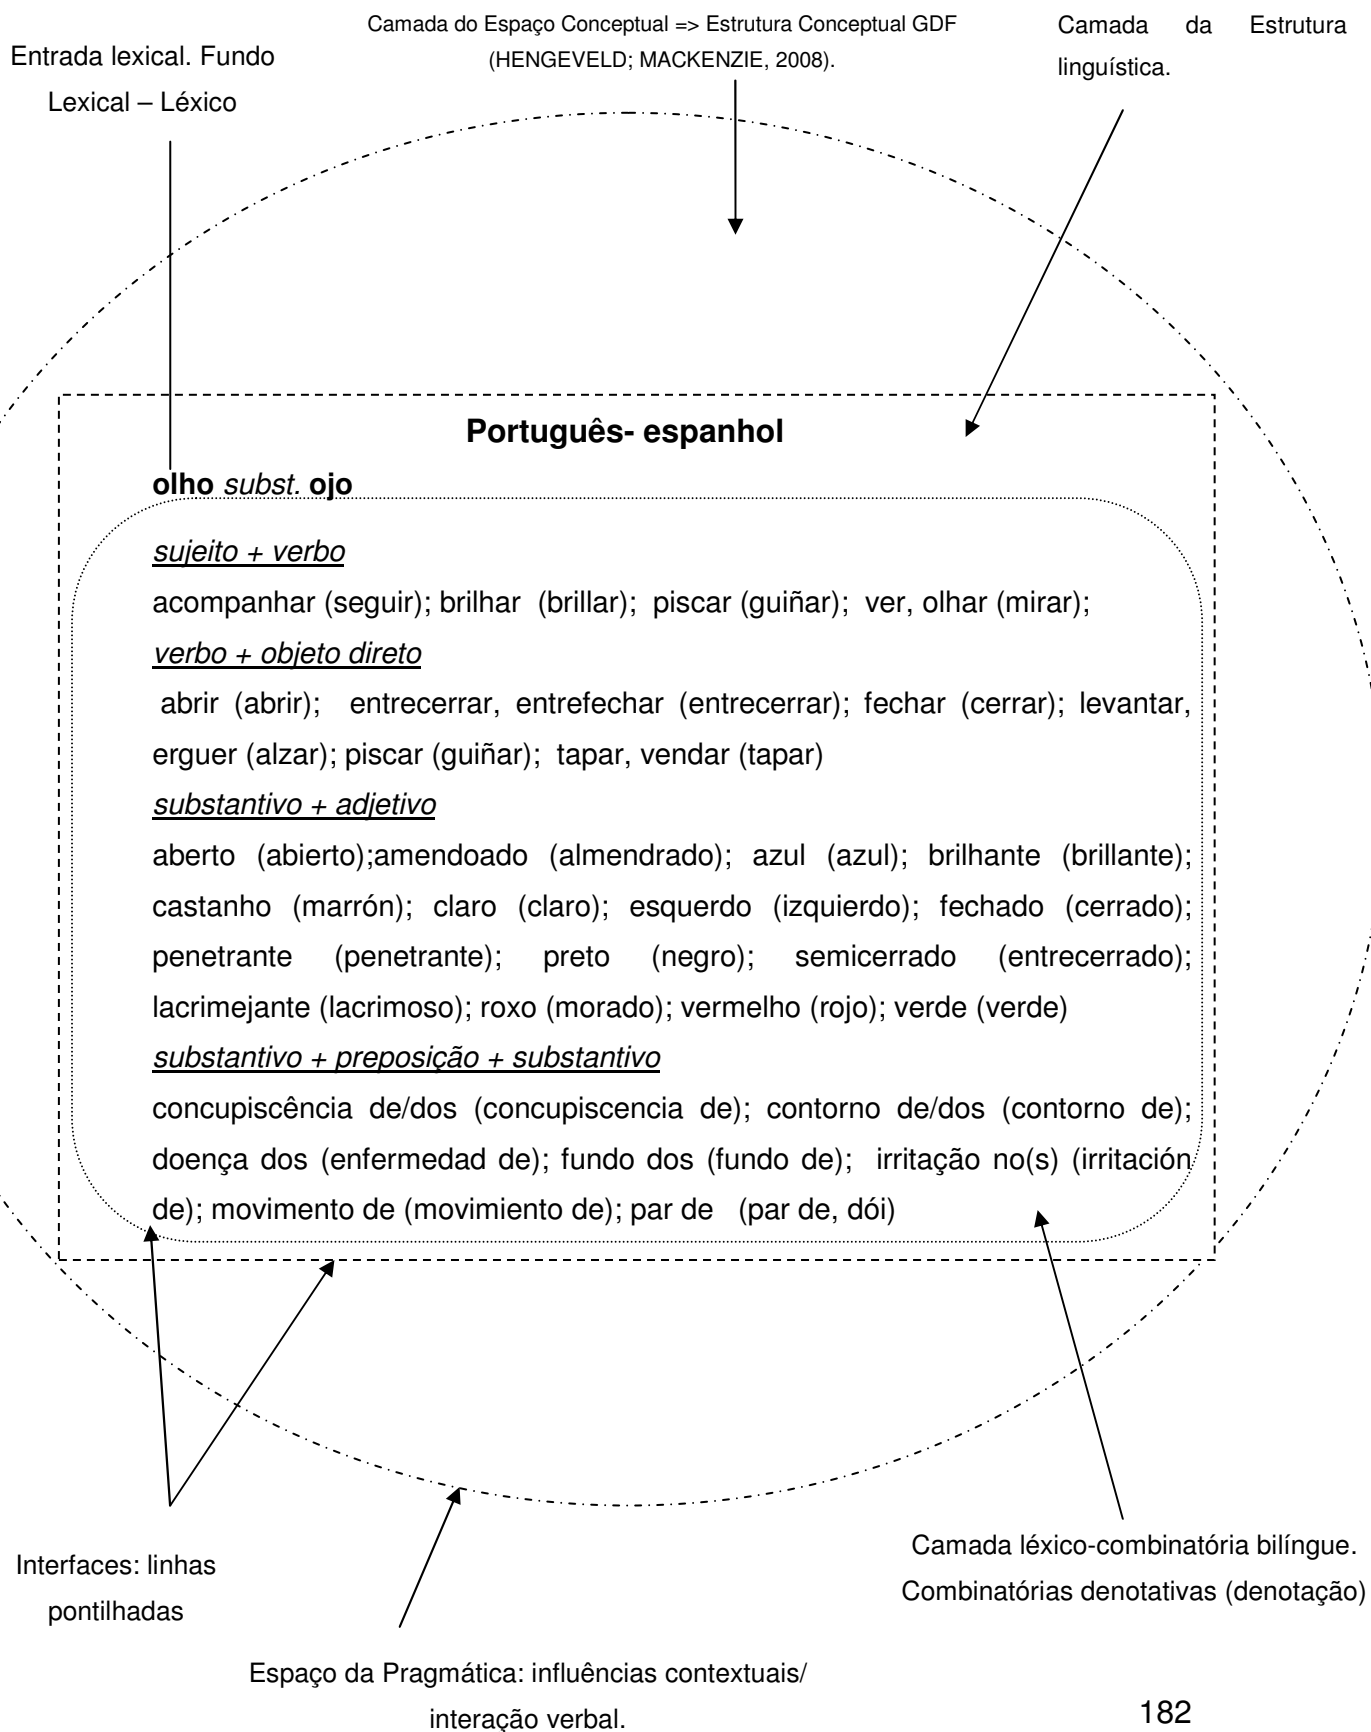 Camada do Espaço Conceptual => Estrutura Conceptual GDF
(HENGEVELD; MACKENZIE, 2008).
Camada da Estrutura
linguística.
Entrada lexical. Fundo
Lexical – Léxico
Português- espanhol
olho subst. ojo
sujeito + verbo
acompanhar (seguir); brilhar (brillar); piscar (guiñar); ver, olhar (mirar);
verbo + objeto direto
abrir (abrir); entrecerrar, entrefechar (entrecerrar); fechar (cerrar); levantar,
erguer (alzar); piscar (guiñar); tapar, vendar (tapar)
substantivo + adjetivo
aberto (abierto);amendoado (almendrado); azul (azul); brilhante (brillante);
castanho (marrón); claro (claro); esquerdo (izquierdo); fechado (cerrado);
penetrante (penetrante); preto (negro); semicerrado (entrecerrado);
lacrimejante (lacrimoso); roxo (morado); vermelho (rojo); verde (verde)
substantivo + preposição + substantivo
concupiscência de/dos (concupiscencia de); contorno de/dos (contorno de);
doença dos (enfermedad de); fundo dos (fundo de); irritação no(s) (irritación
de); movimento de (movimiento de); par de (par de, dói)
Interfaces: linhas
pontilhadas
Camada léxico-combinatória bilíngue.
Combinatórias denotativas (denotação)
Espaço da Pragmática: influências contextuais/
interação verbal.
182